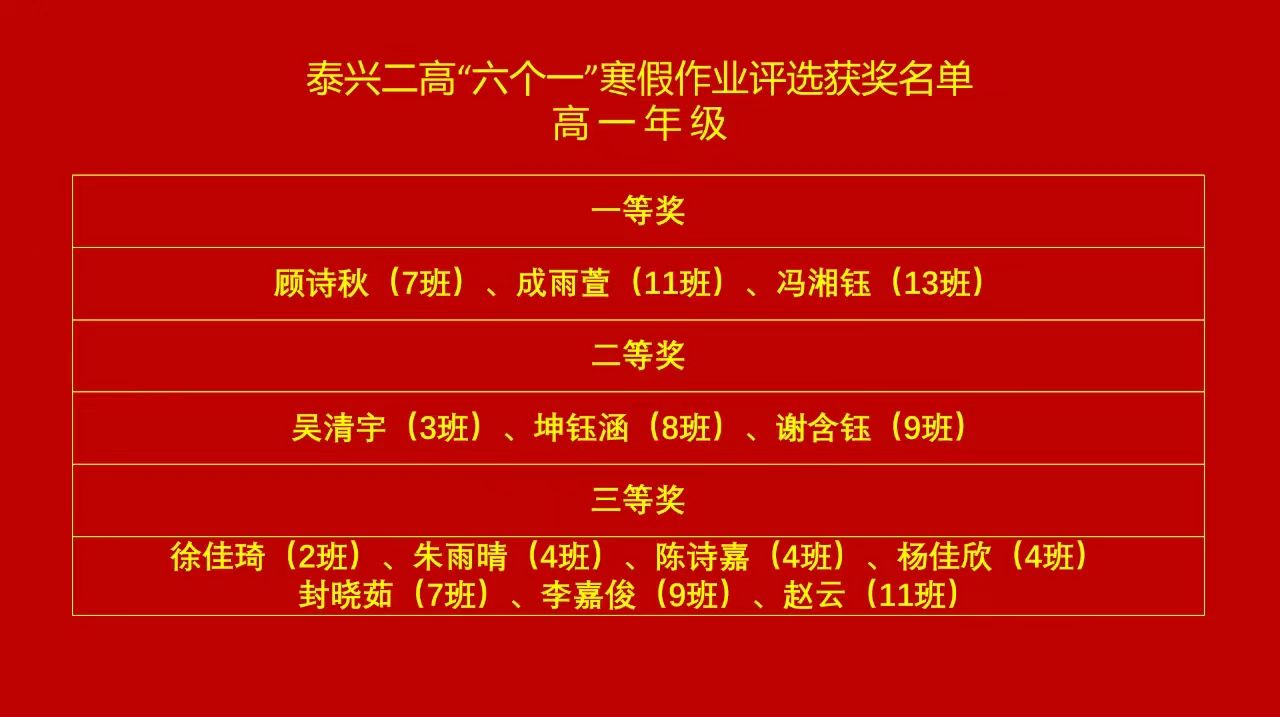 泰兴二高“六个一”寒假作业评选获奖名单
高一年级
一等奖
顾诗秋（7班）、成雨萱（11班）、冯湘钰（13班）
二等奖
吴清宇（3班）、坤钰涵（8班）、谢含钰（9班）
三等奖
徐佳琦（2班）、朱雨晴（4班）、陈诗嘉（4班）、杨佳欣（4班）
封晓茹（7班）、李嘉俊（9班）、赵云（11班）